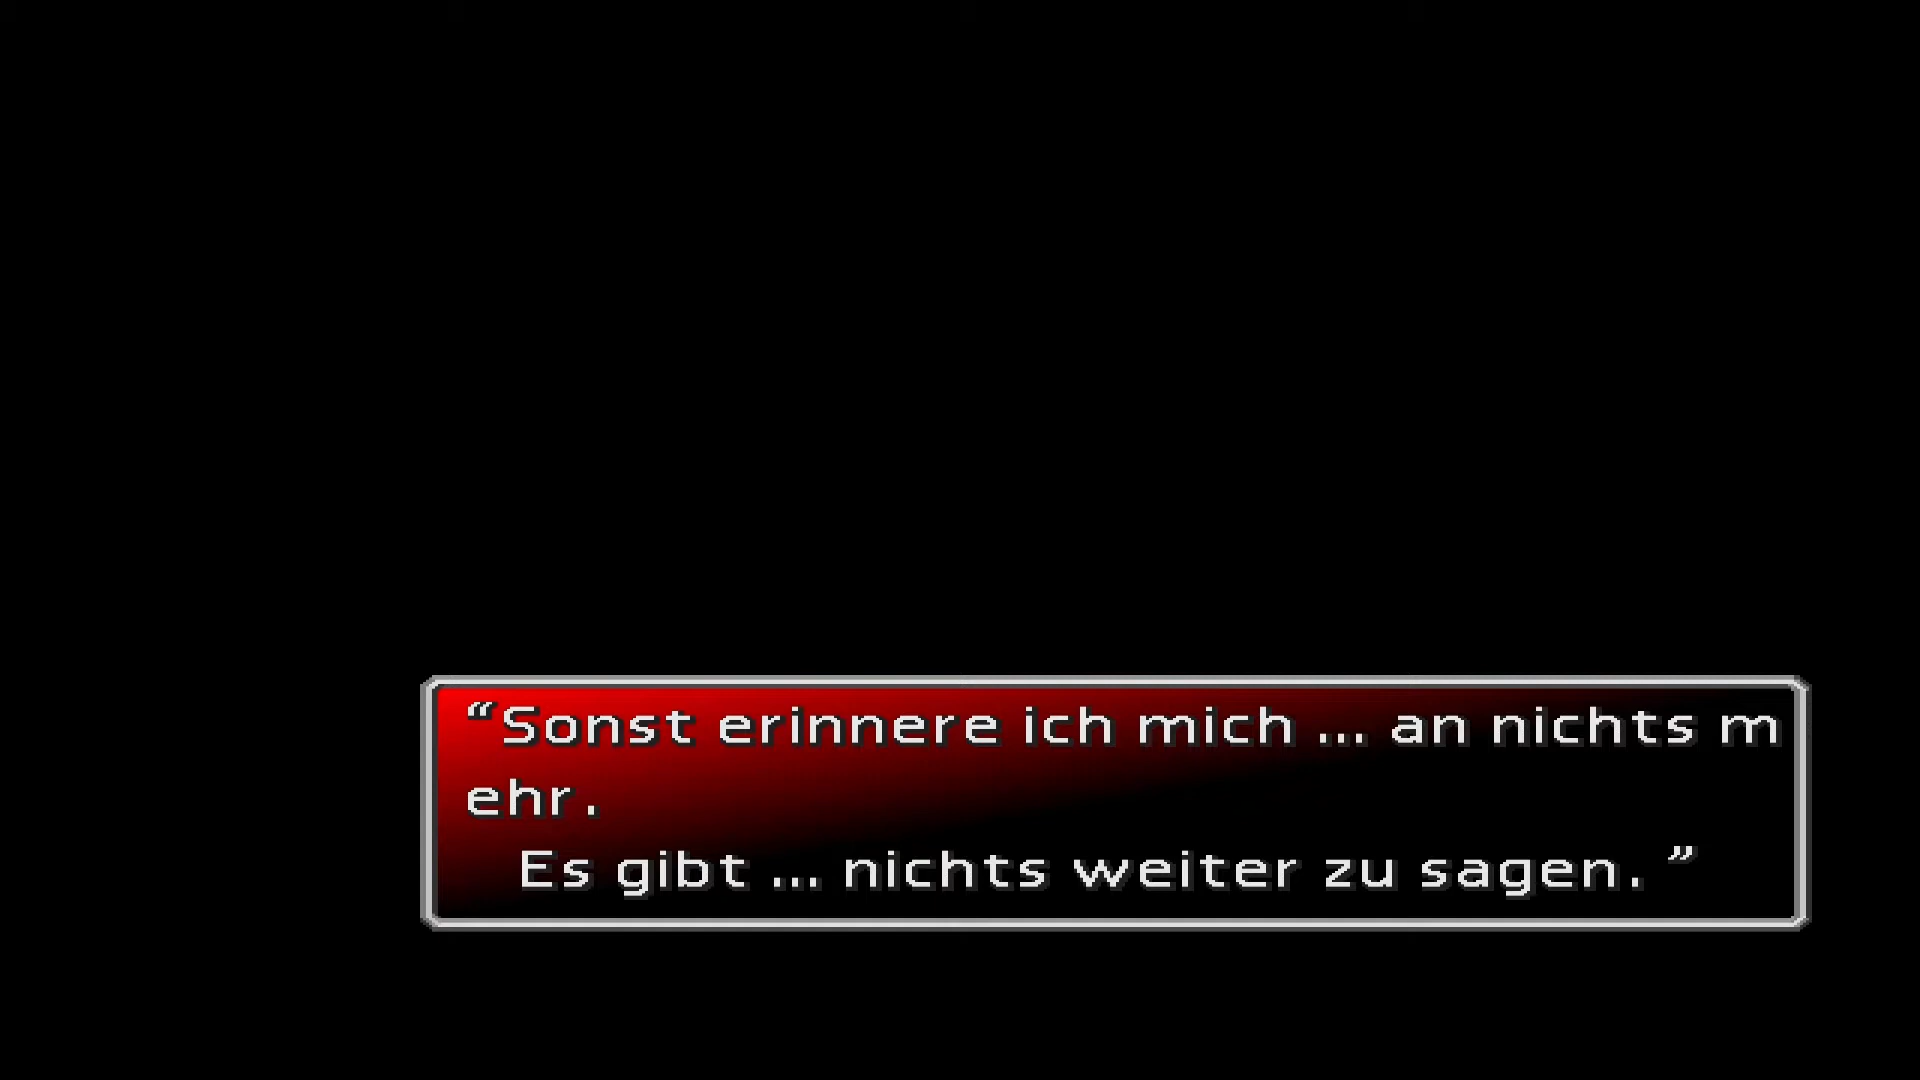 “Sonst erinnere ich mich ... an nichts m
ehr.
Es gibt ... nichts weiter zu sagen. ”